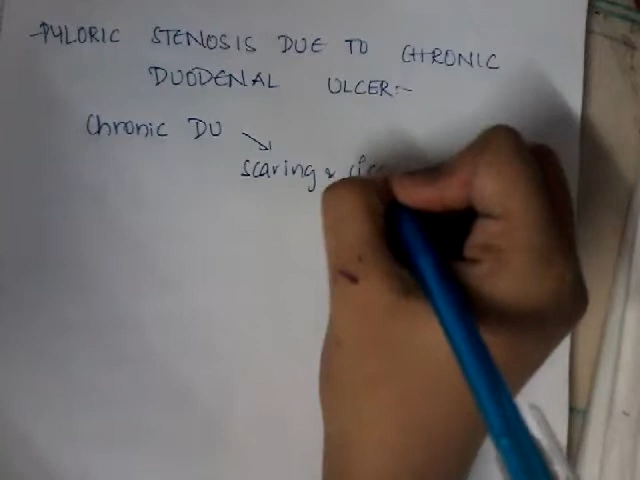 PYLORIC STENOSIS DUE TO CHRONIC
DUODENAL ULCER:-
Chronic DU
scaring &